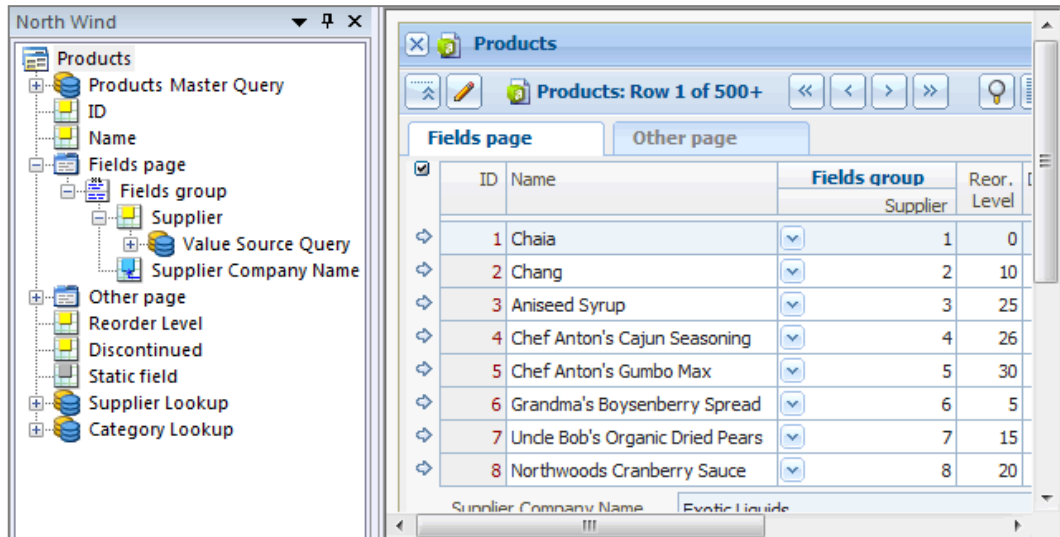 North Wind
Products
Products Master Query
ID
Name
Fields page
Fields group
Supplier
Value Source Query
Supplier Company Name
Other page
Reorder Level
Discontinued
Static field
Supplier Lookup
Category Lookup
Products
Products: Row 1 of 500+
Fields page Other page
ID Name Fields group Reor. Level
Supplier
1 Chaia 1 0
2 Chang 2 10
3 Aniseed Syrup 3 25
4 Chef Anton's Cajun Seasoning 4 26
5 Chef Anton's Gumbo Max 5 30
6 Grandma's Boysenberry Spread 6 5
7 Uncle Bob's Organic Dried Pears 7 15
8 Northwoods Cranberry Sauce 8 20
Supplier Company Name Exotic Liquids